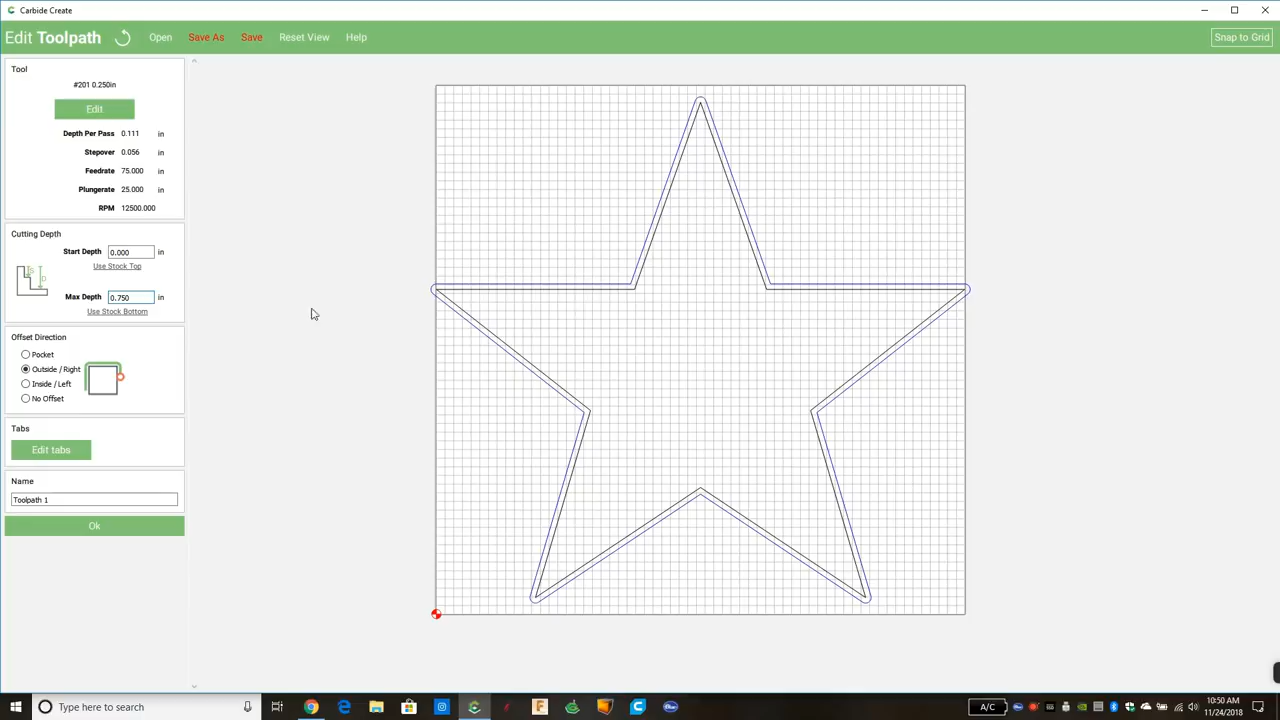 Carbide Create
Edit Toolpath Open Save As Save Reset View Help Snap to Grid
Tool
#201 0.250in
Edit
Depth Per Pass 0.111 in
Stepover 0.056 in
Feedrate 75.000 in
Plungerate 25.000 in
RPM 12500.000
Cutting Depth
Start Depth 0.000 in
Use Stock Top
Max Depth 0.750 in
Use Stock Bottom
Offset Direction
Pocket
Outside / Right
Inside / Left
No Offset
Tabs
Edit tabs
Name
Toolpath 1
Ok
Type here to search
A/C
10:50 AM
11/24/2018